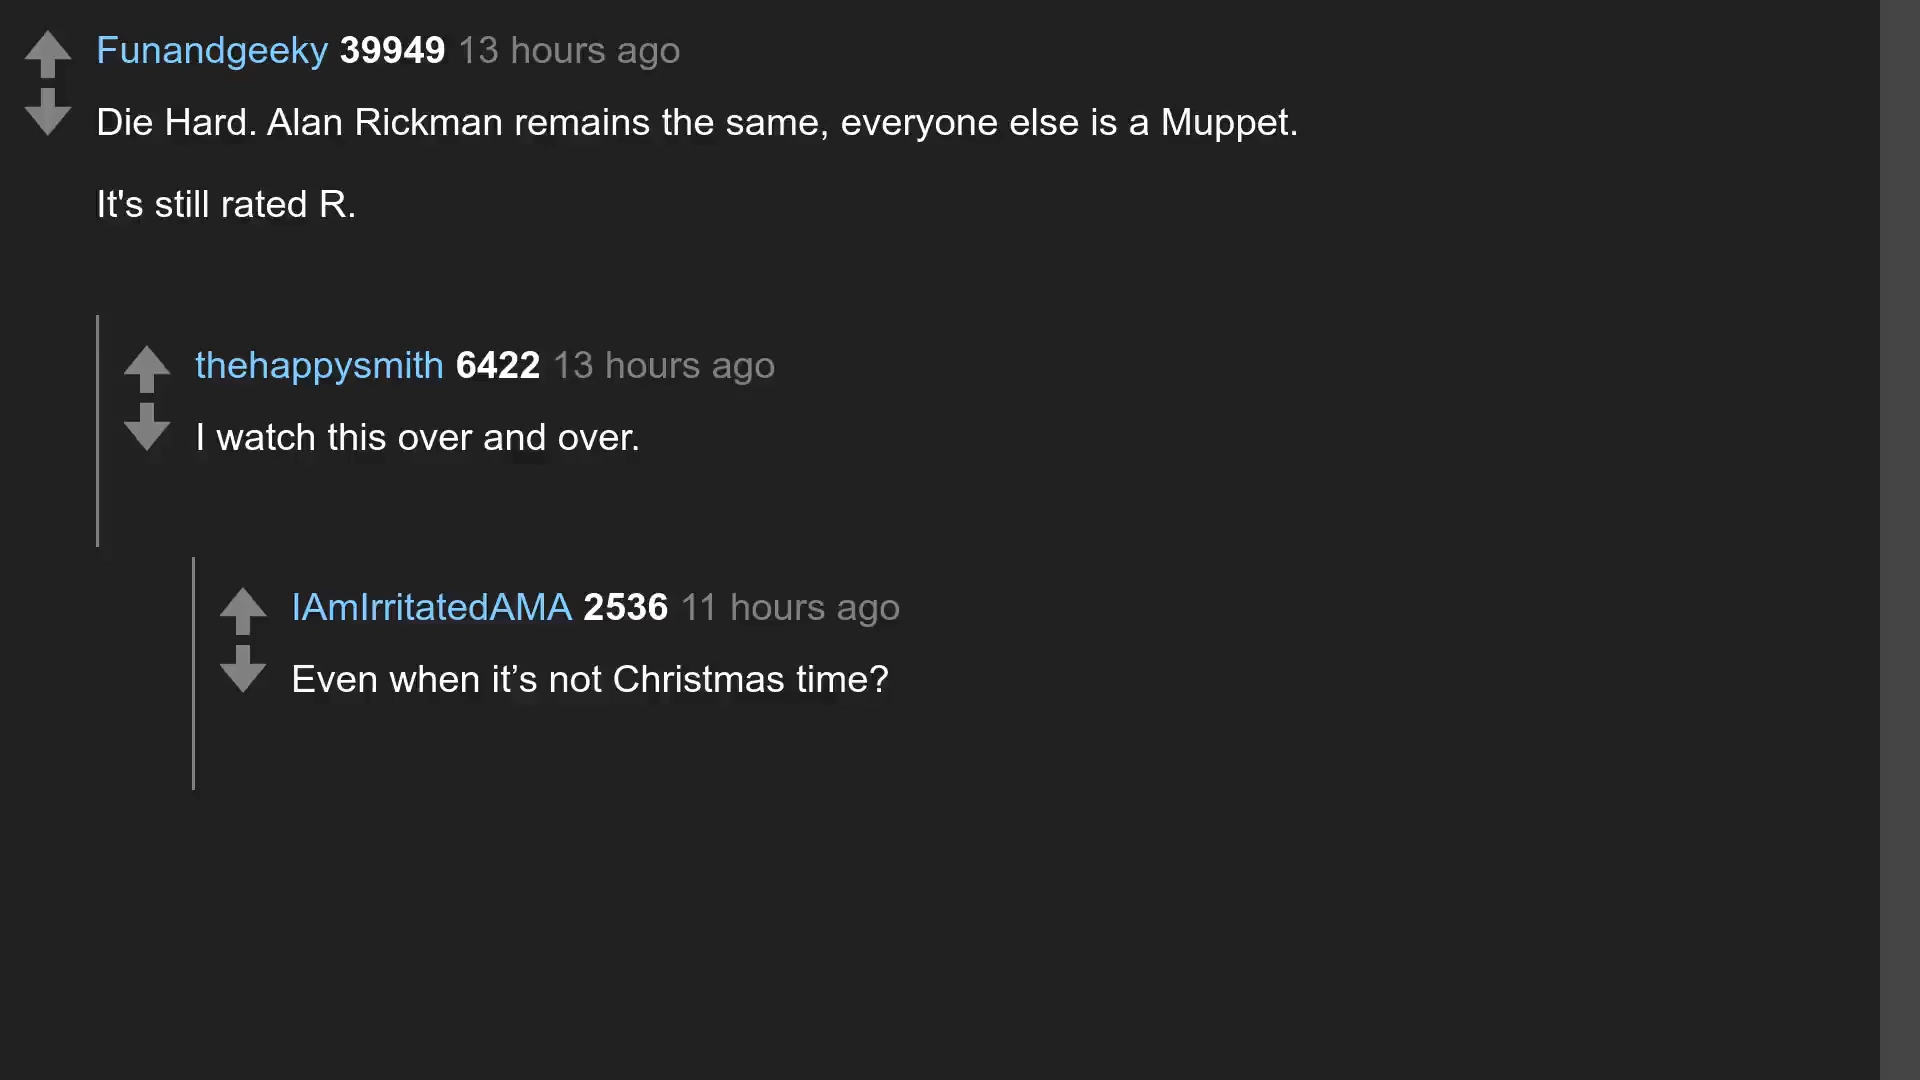 Funandgeeky 39949 13 hours ago
Die Hard. Alan Rickman remains the same, everyone else is a Muppet.
It's still rated R.
thehappysmith 6422 13 hours ago
I watch this over and over.
IAmIrritatedAMA 2536 11 hours ago
Even when it’s not Christmas time?